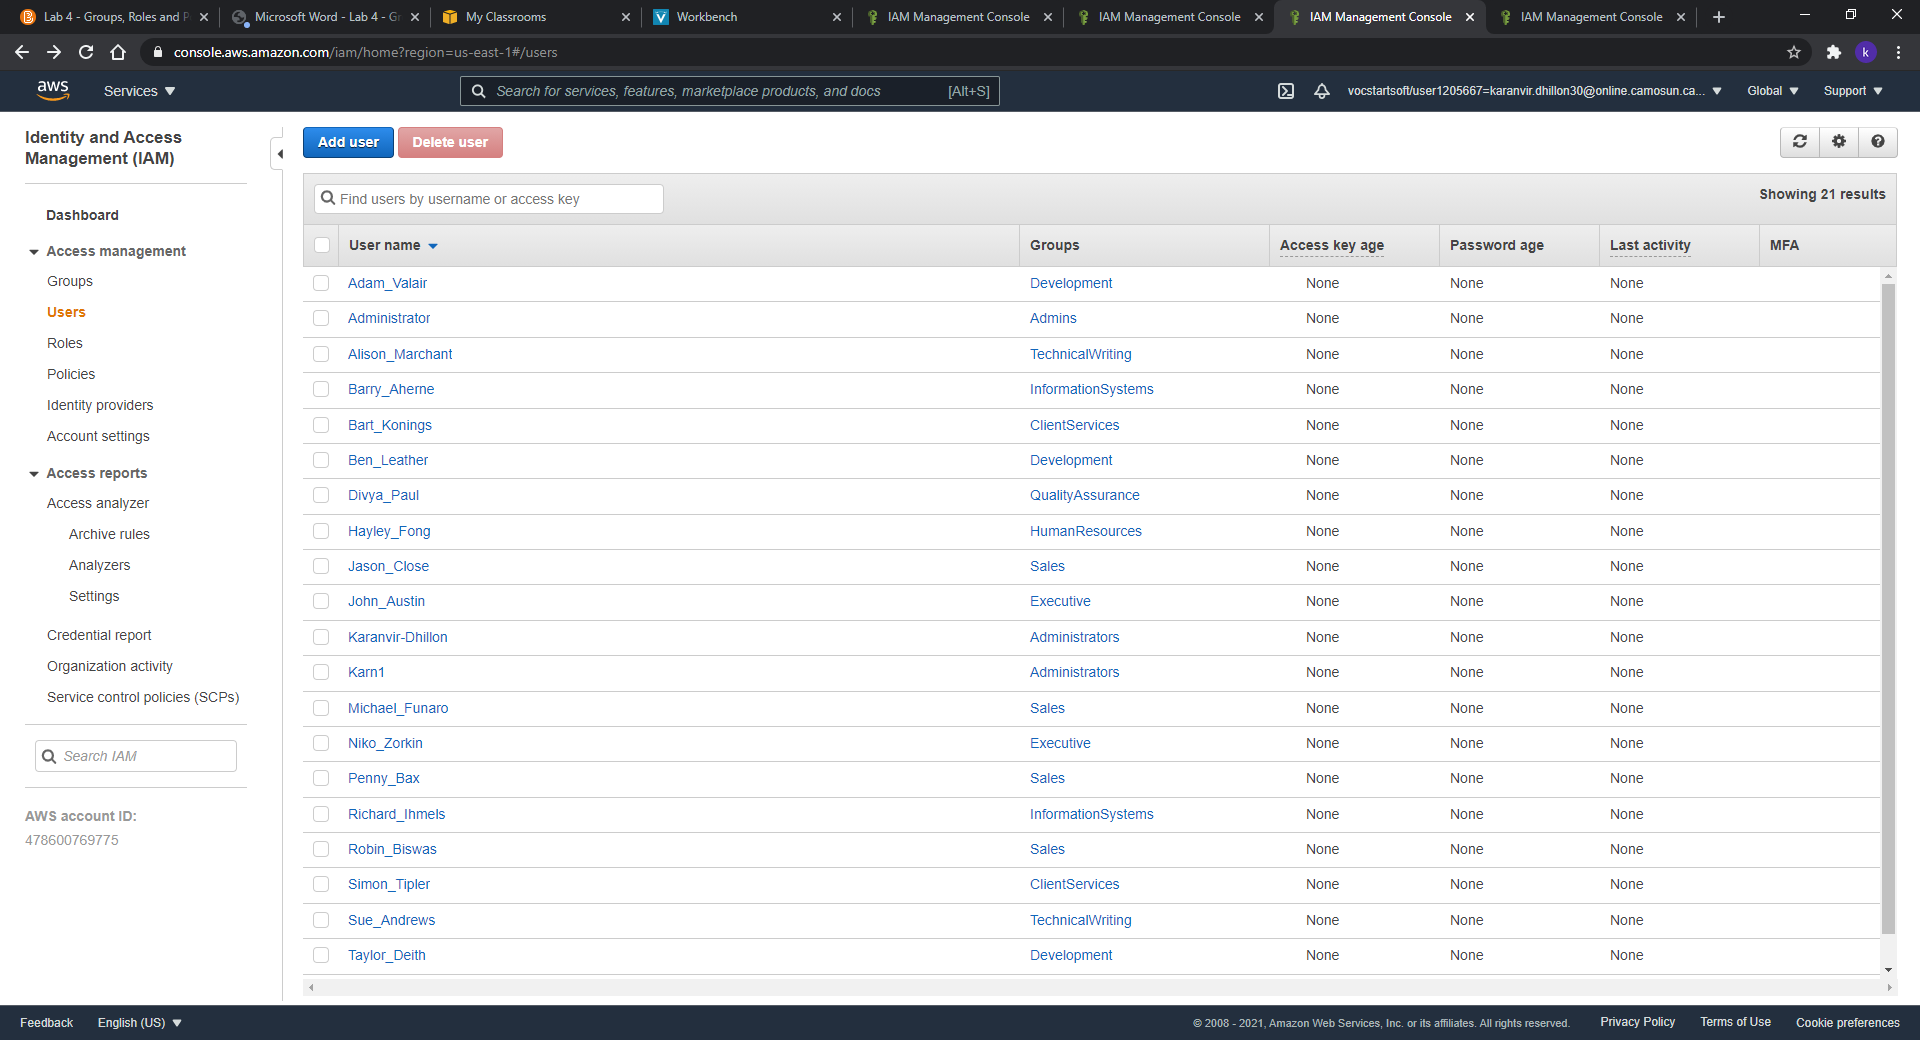 Lab 4 - Groups, Roles and P
Microsoft Word - Lab 4 - Gr
My Classrooms
Workbench
IAM Management Console
IAM Management Console
IAM Management Console
IAM Management Console
console.aws.amazon.com/iam/home?region=us-east-1#/users
k
aws
Services
Search for services, features, marketplace products, and docs [Alt+S]
vocstartsoft/user1205667=karanvir.dhillon30@online.camosun.ca...
Global
Support
Identity and Access
Management (IAM)
Dashboard
Access management
Groups
Users
Roles
Policies
Identity providers
Account settings
Access reports
Access analyzer
Archive rules
Analyzers
Settings
Credential report
Organization activity
Service control policies (SCPs)
Search IAM
AWS account ID:
478600769775
Add user
Delete user
Find users by username or access key
Showing 21 results
User name Groups Access key age Password age Last activity MFA
Adam_Valair Development None None None
Administrator Admins None None None
Alison_Marchant TechnicalWriting None None None
Barry_Aherne InformationSystems None None None
Bart_Konings ClientServices None None None
Ben_Leather Development None None None
Divya_Paul QualityAssurance None None None
Hayley_Fong HumanResources None None None
Jason_Close Sales None None None
John_Austin Executive None None None
Karanvir-Dhillon Administrators None None None
Karn1 Administrators None None None
Michael_Funaro Sales None None None
Niko_Zorkin Executive None None None
Penny_Bax Sales None None None
Richard_Ihmels InformationSystems None None None
Robin_Biswas Sales None None None
Simon_Tipler ClientServices None None None
Sue_Andrews TechnicalWriting None None None
Taylor_Deith Development None None None
Feedback
English (US)
© 2008 - 2021, Amazon Web Services, Inc. or its affiliates. All rights reserved.
Privacy Policy
Terms of Use
Cookie preferences